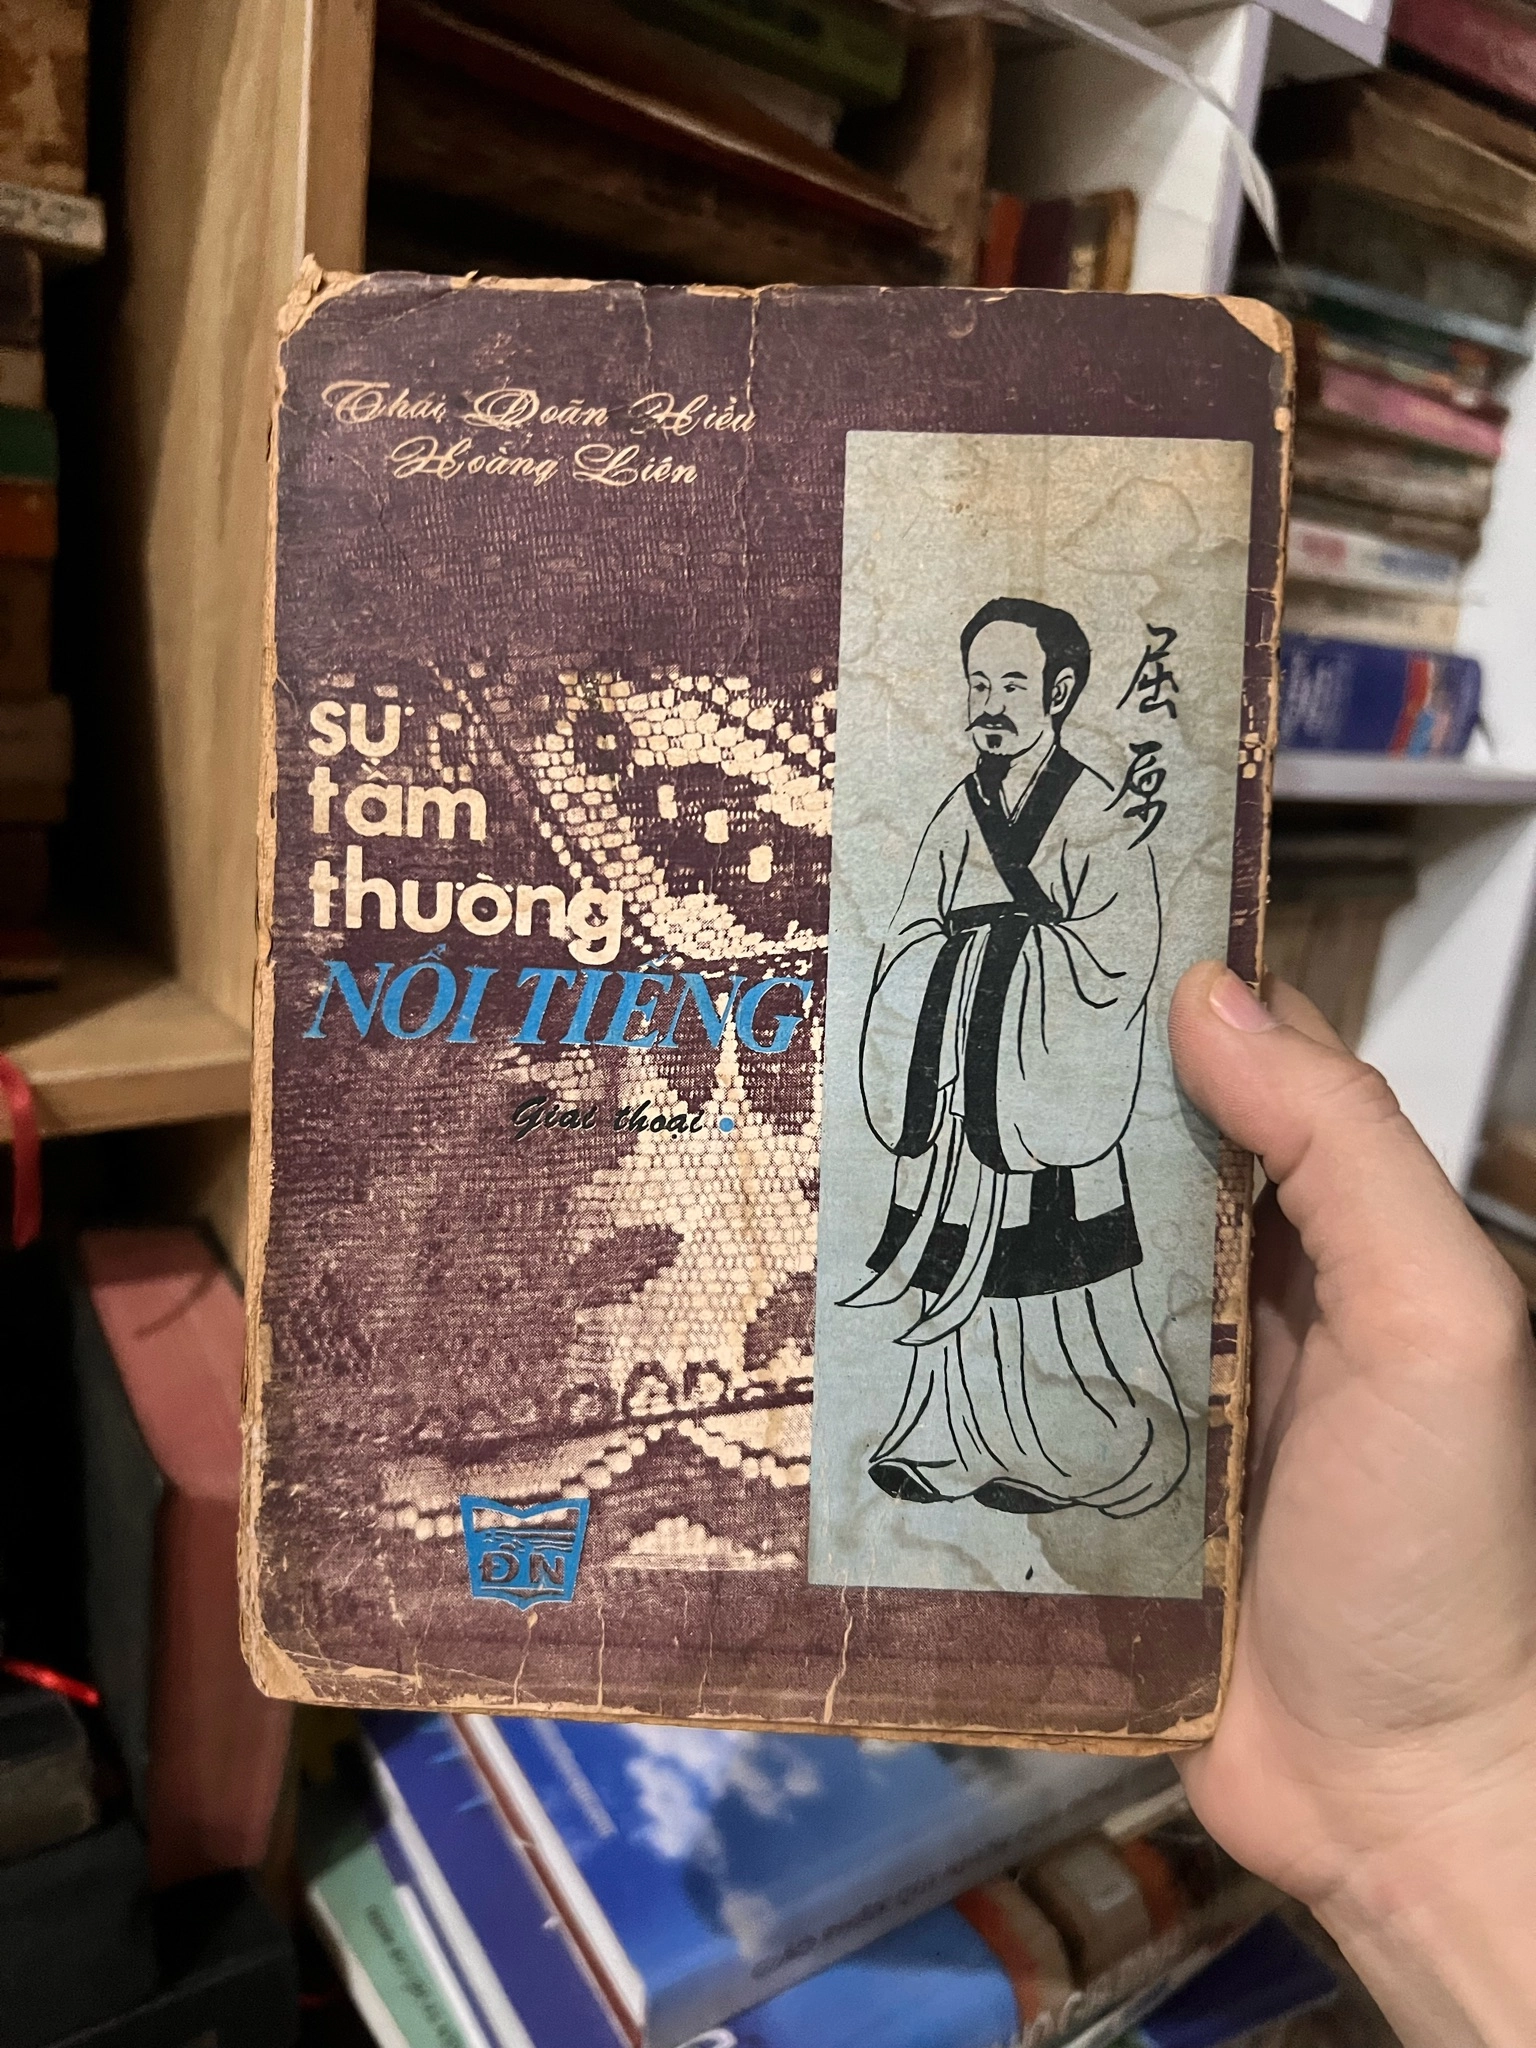 Thái Doãn Hiểu
Hoàng Liên
sự
tầm
thường
NỔI TIẾNG
Giai thoại
屈
原
ĐN